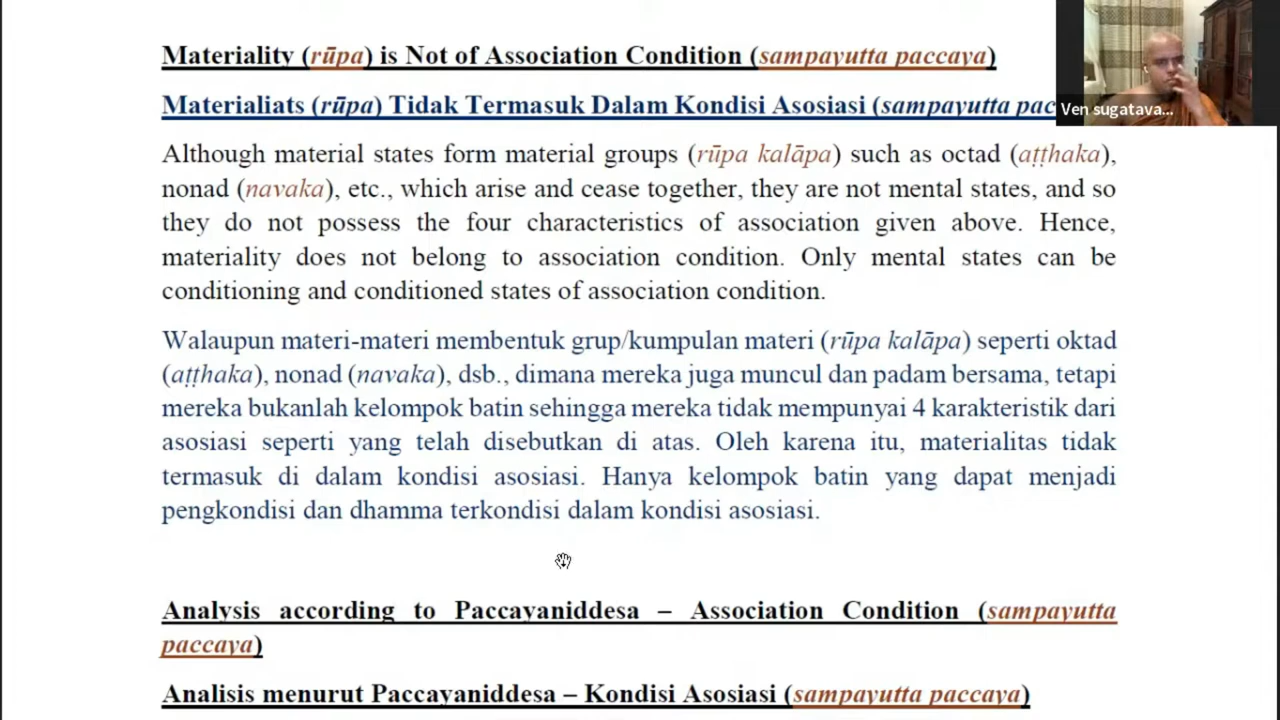 Materiality (rūpa) is Not of Association Condition (sampayutta paccaya)
Materialiats (rūpa) Tidak Termasuk Dalam Kondisi Asosiasi (sampayutta pac
Ven sugatava...
Although material states form material groups (rūpa kalāpa) such as octad (aṭṭhaka),
nonad (navaka), etc., which arise and cease together, they are not mental states, and so
they do not possess the four characteristics of association given above. Hence,
materiality does not belong to association condition. Only mental states can be
conditioning and conditioned states of association condition.
Walaupun materi-materi membentuk grup/kumpulan materi (rūpa kalāpa) seperti oktad
(aṭṭhaka), nonad (navaka), dsb., dimana mereka juga muncul dan padam bersama, tetapi
mereka bukanlah kelompok batin sehingga mereka tidak mempunyai 4 karakteristik dari
asosiasi seperti yang telah disebutkan di atas. Oleh karena itu, materialitas tidak
termasuk di dalam kondisi asosiasi. Hanya kelompok batin yang dapat menjadi
pengkondisi dan dhamma terkondisi dalam kondisi asosiasi.
Analysis according to Paccayaniddesa – Association Condition (sampayutta
paccaya)
Analisis menurut Paccayaniddesa – Kondisi Asosiasi (sampayutta paccaya)